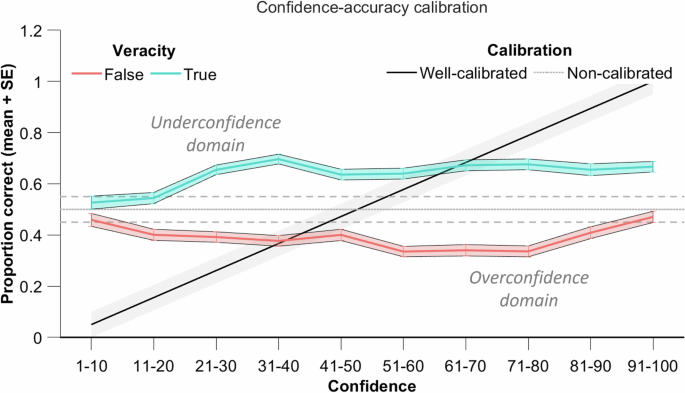 Confidence-accuracy calibration
Veracity
False
True
Calibration
Well-calibrated
Non-calibrated
Underconfidence
domain
Overconfidence
domain
Proportion correct (mean + SE)
1.2
1
0.8
0.6
0.4
0.2
0
1-10
11-20
21-30
31-40
41-50
51-60
61-70
71-80
81-90
91-100
Confidence